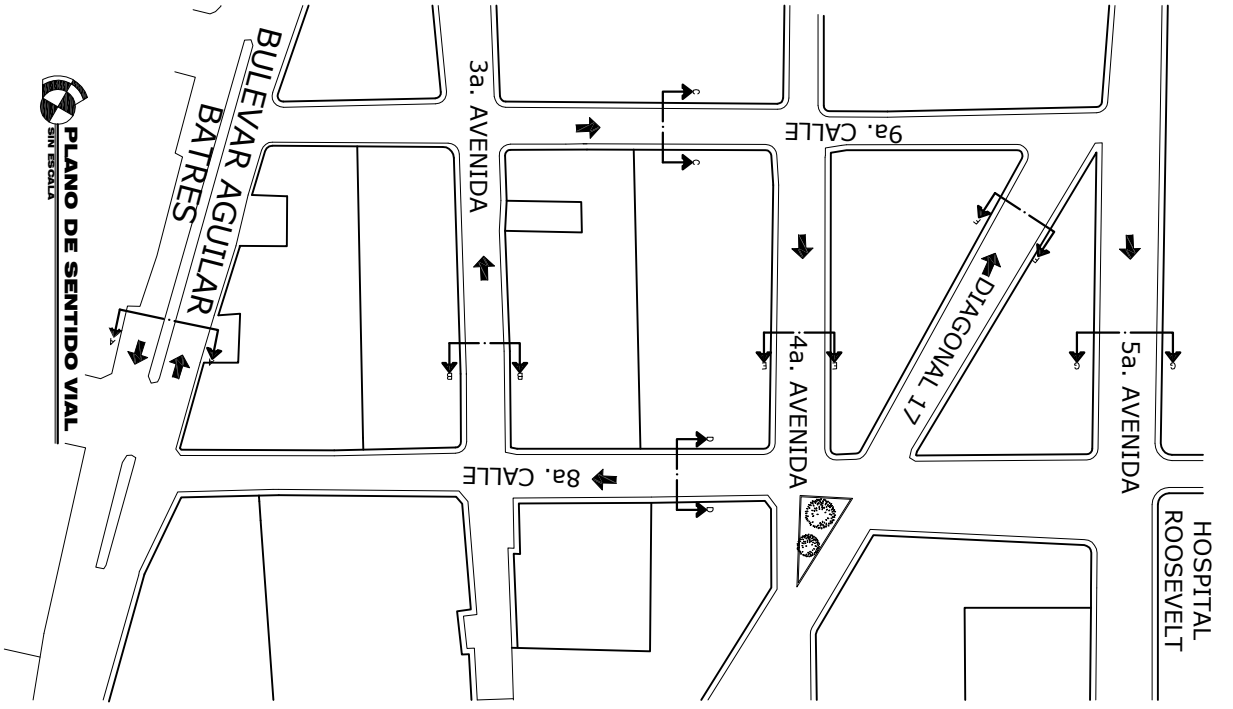 PLANO DE SENTIDO VIAL
SIN ESCALA
BULEVAR AGUILAR
BATRES
3a. AVENIDA
9a. CALLE
4a. AVENIDA
DIAGONAL 17
5a. AVENIDA
8a. CALLE
HOSPITAL
ROOSEVELT
C
C
B
B
E
E
G
G
D
D
A